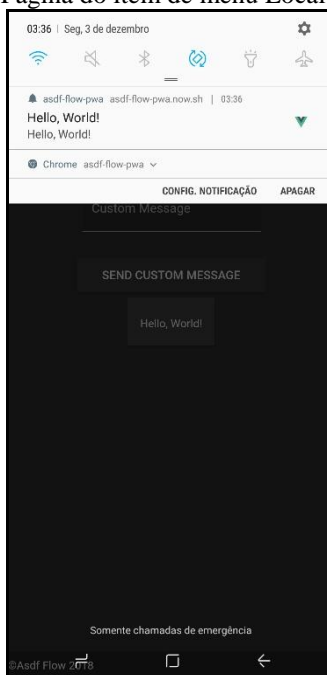 Página do item de menu Local
03:36 | Seg, 3 de dezembro
asdf-flow-pwa asdf-flow-pwa.now.sh | 03:36
Hello, World!
Hello, World!
Chrome asdf-flow-pwa
CONFIG. NOTIFICAÇÃO APAGAR
Custom Message
SEND CUSTOM MESSAGE
Hello, World!
Somente chamadas de emergência
©Asdf Flow 2018